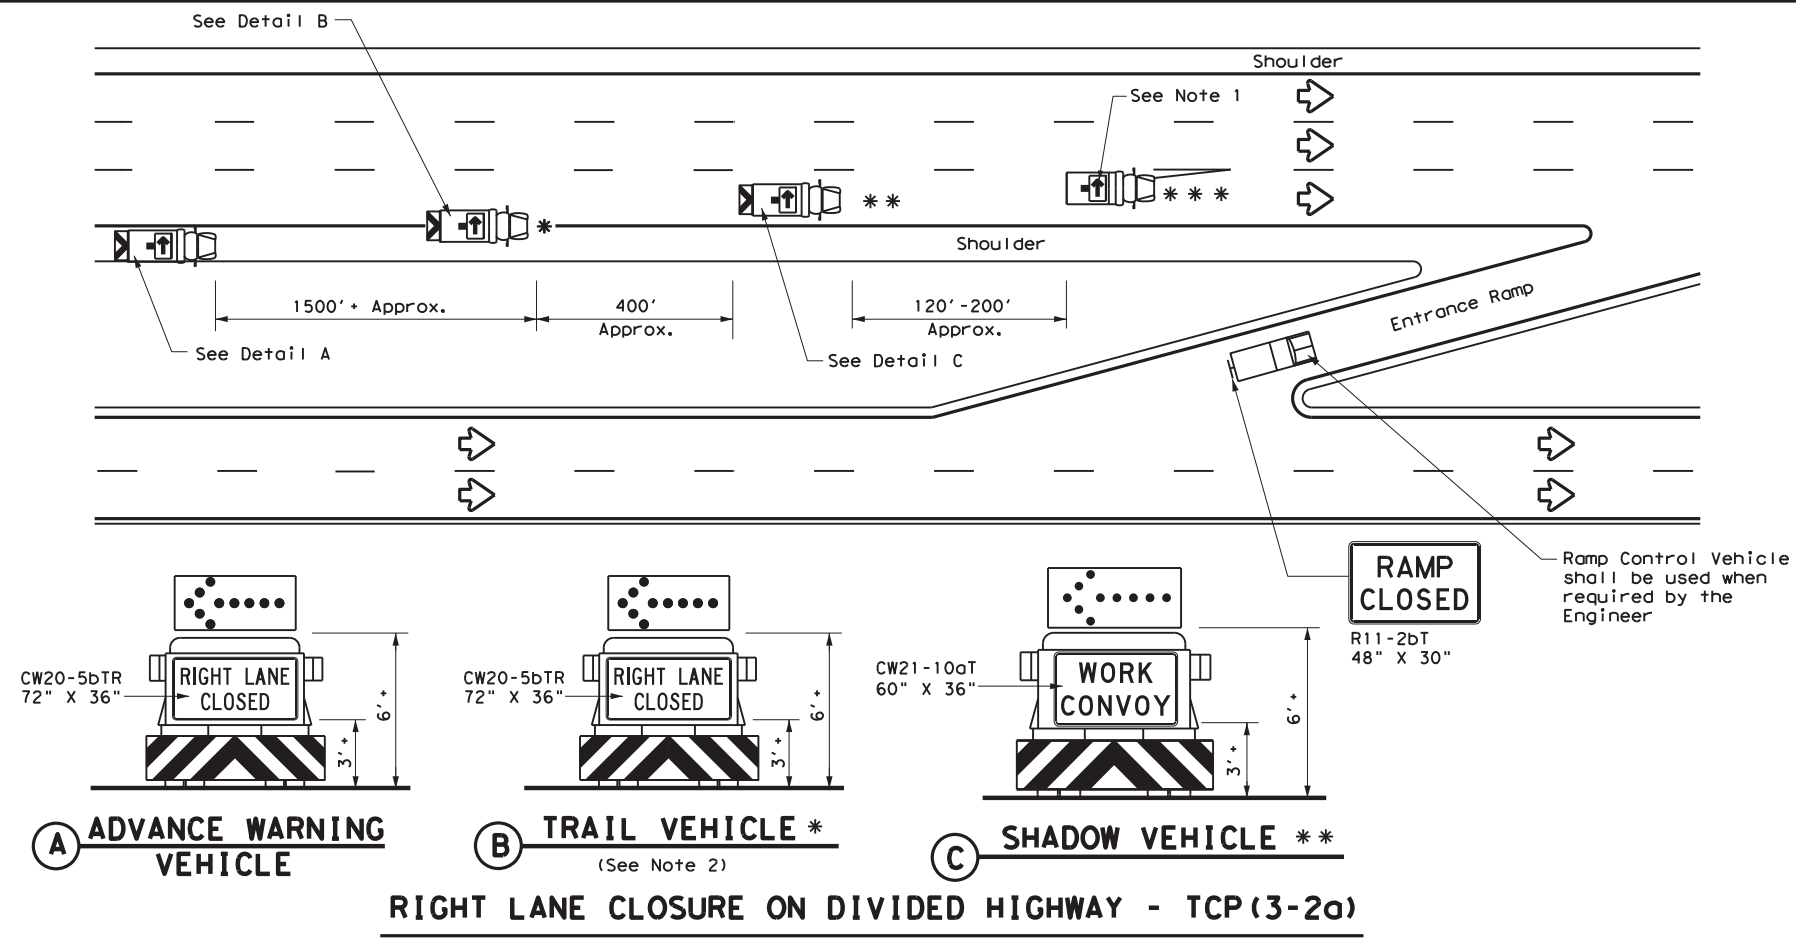 See Detail B
Shoulder
See Note 1
* * *
* *
*
Shoulder
1500'+ Approx.
400'
Approx.
120'-200'
Approx.
Entrance Ramp
See Detail A
See Detail C
RAMP
CLOSED
R11-2bT
48" X 30"
Ramp Control Vehicle
shall be used when
required by the
Engineer
CW20-5bTR
72" X 36"
RIGHT LANE
CLOSED
3'+
6'+
CW20-5bTR
72" X 36"
RIGHT LANE
CLOSED
3'+
6'+
CW21-10aT
60" X 36"
WORK
CONVOY
3'+
6'+
A ADVANCE WARNING
VEHICLE
B TRAIL VEHICLE *
(See Note 2)
C SHADOW VEHICLE * *
RIGHT LANE CLOSURE ON DIVIDED HIGHWAY - TCP(3-2a)